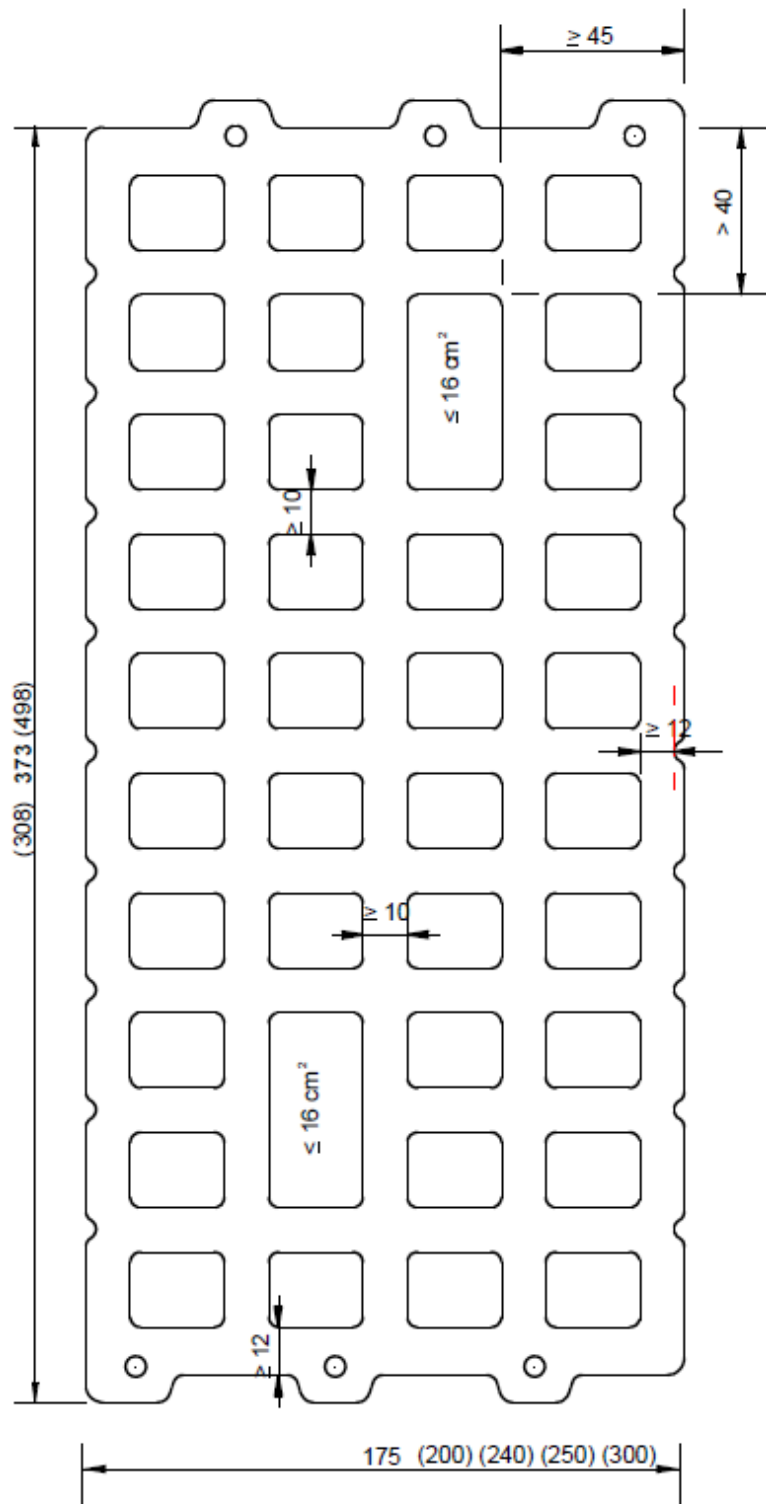 ≥ 45
> 40
≤ 16 cm²
≥ 10
(308) 373 (498)
≥ 12
≥ 10
≤ 16 cm²
≥ 12
175 (200) (240) (250) (300)